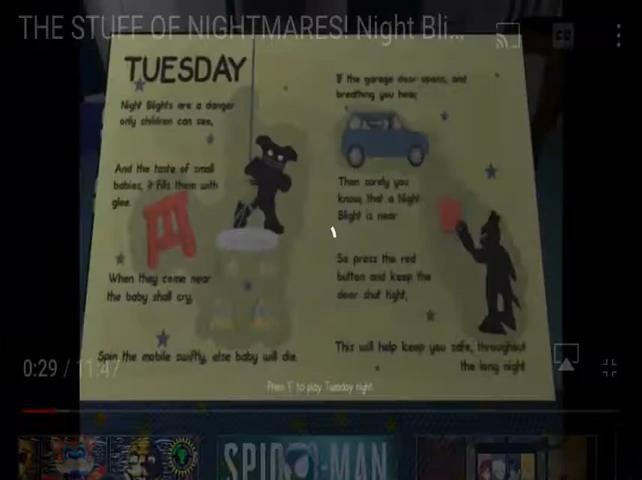 THE STUFF OF NIGHTMARES! Night Bli...
TUESDAY
Night Blights are a danger
only children can see,
And the taste of small
babies, it fills them with
glee.
When they come near
the baby shall cry,
Spin the mobile swiftly, else baby will die.
If the garage door opens, and
breathing you hear,
Then surely you
know, that a Night
Blight is near
So press the red
button and keep the
door shut tight,
This will help keep you safe, throughout
the long night
Press 'E' to play Tuesday night
0:29 / 11:47
SPIDER-MAN